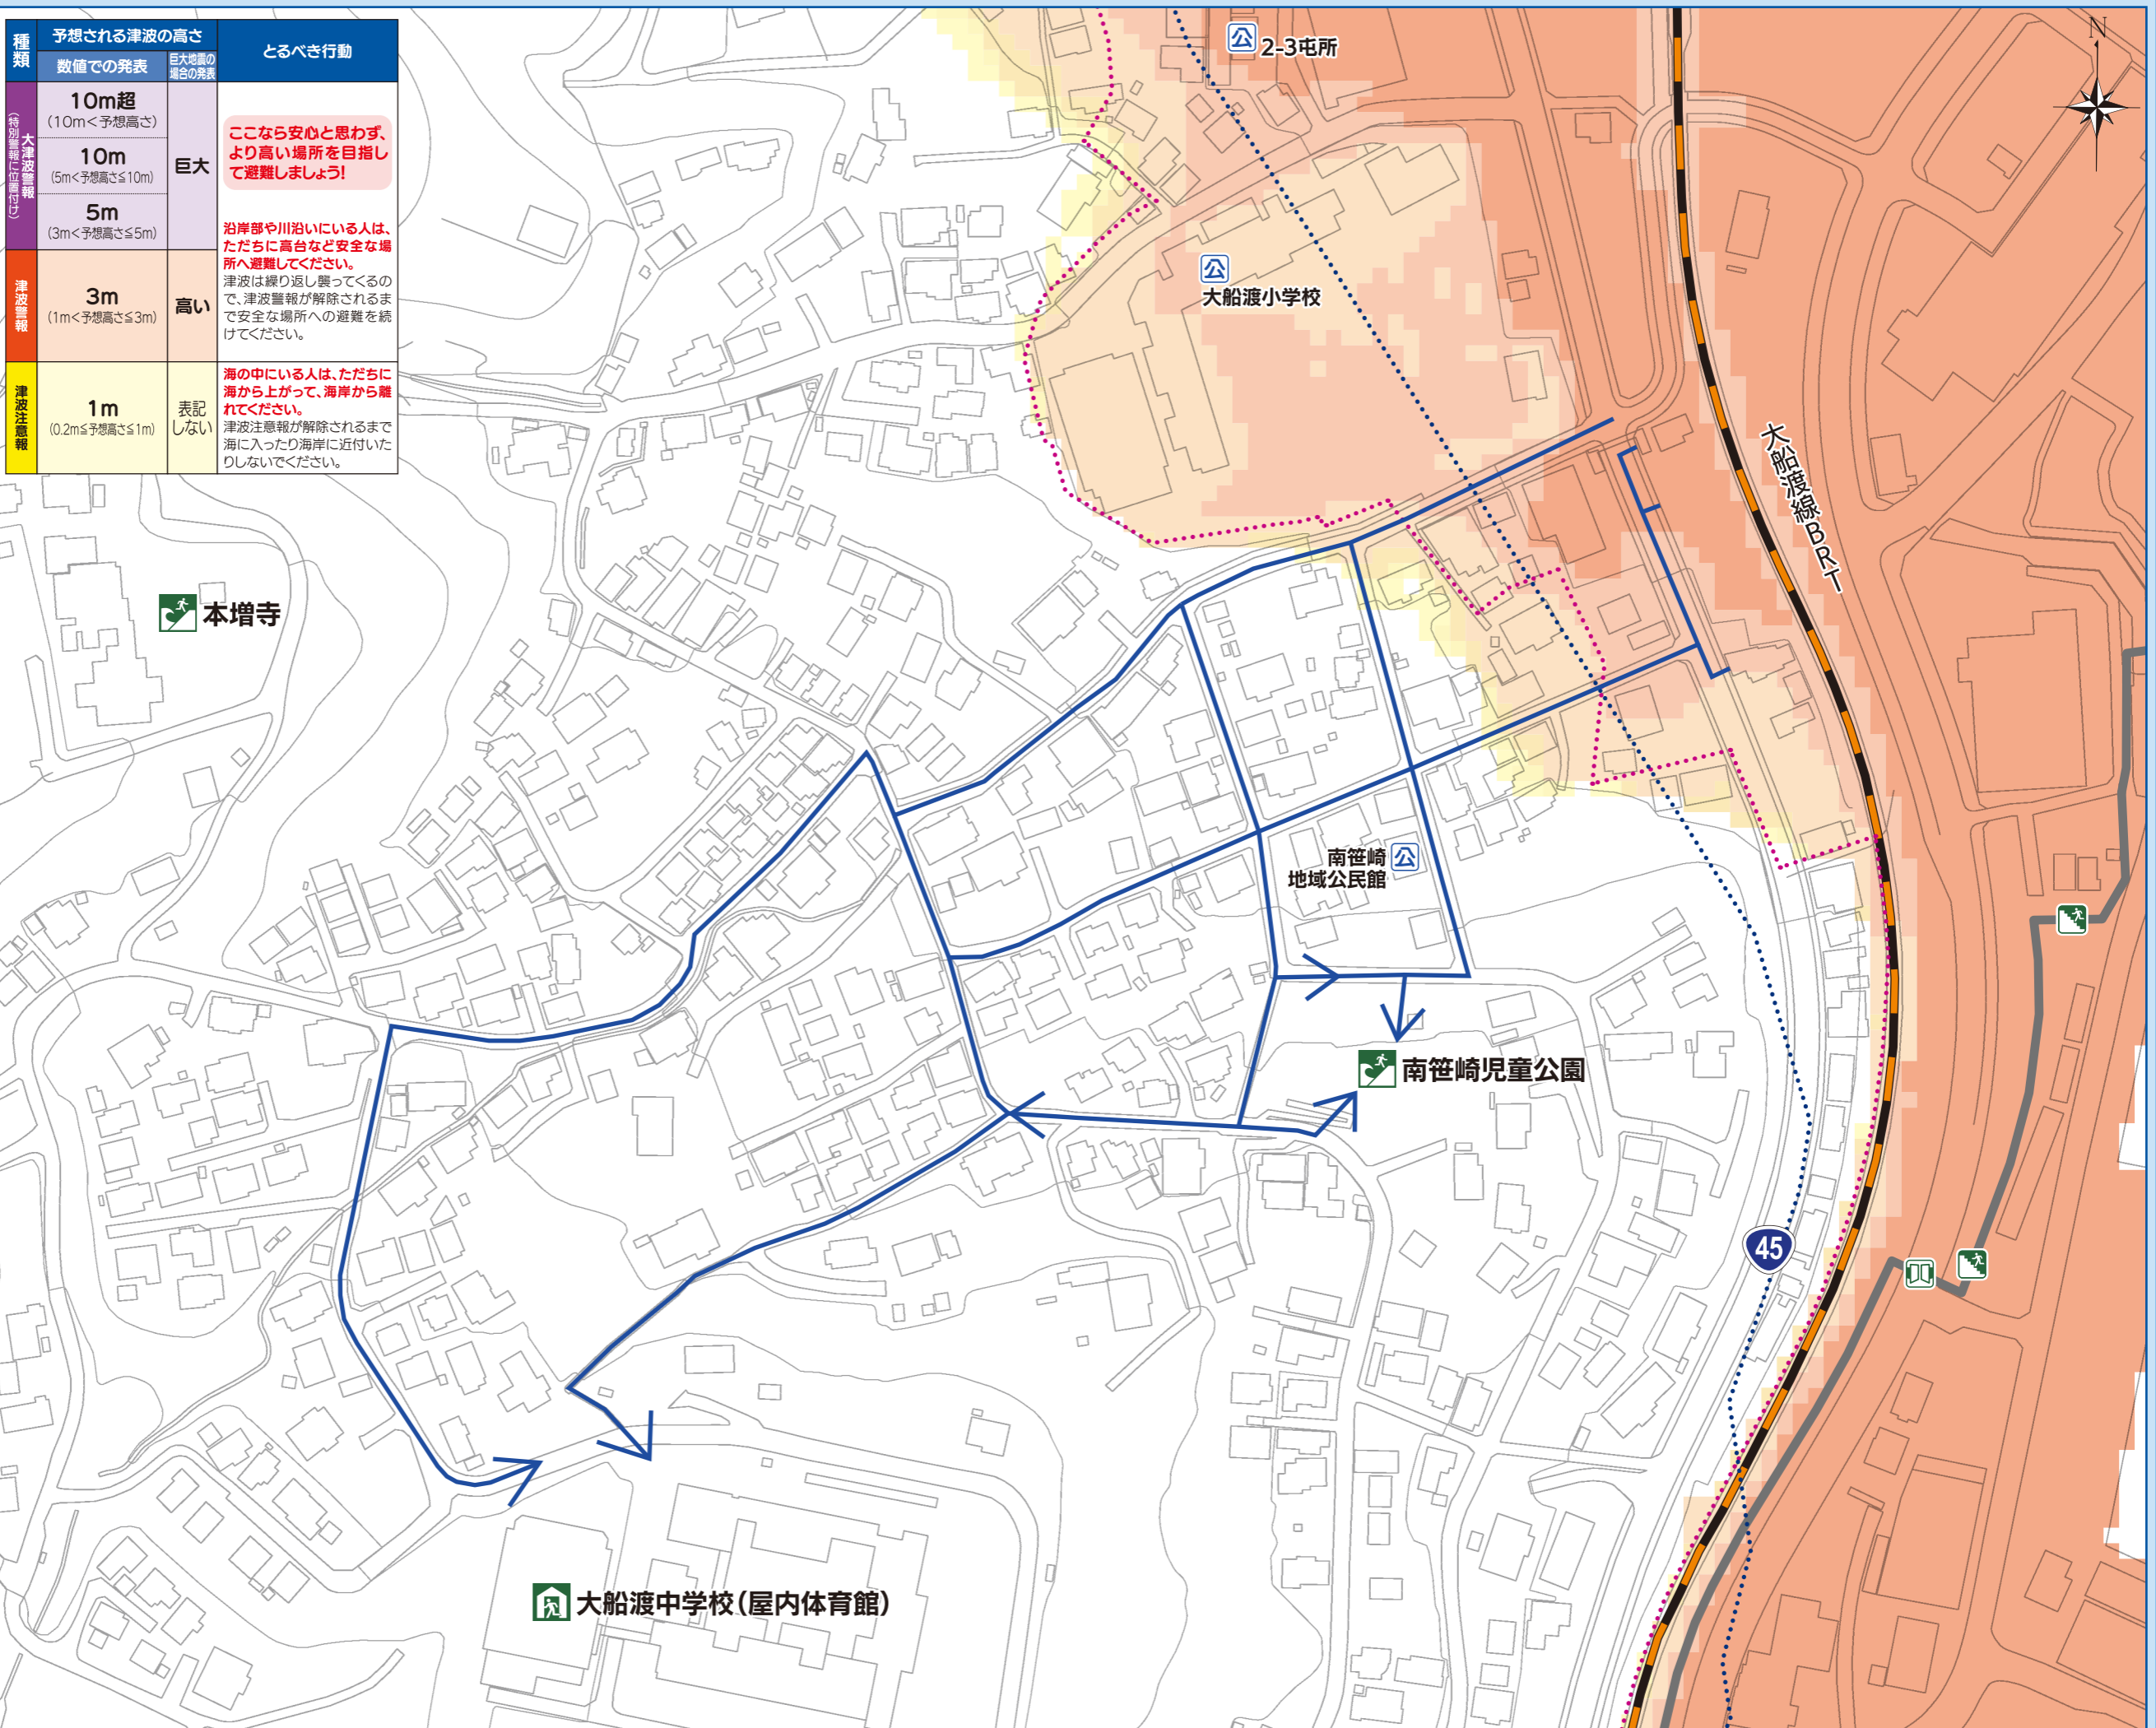 種類
予想される津波の高さ
とるべき行動
数値での発表
巨大地震の
場合の発表
大津波警報
(特別警報に位置付け)
10m超
(10m<予想高さ)
10m
(5m<予想高さ≦10m)
5m
(3m<予想高さ≦5m)
巨大
ここなら安心と思わず、
より高い場所を目指し
て避難しましょう!
沿岸部や川沿いにいる人は、
ただちに高台など安全な場
所へ避難してください。
津波は繰り返し襲ってくるの
で、津波警報が解除されるま
で安全な場所への避難を続
けてください。
津波警報
3m
(1m<予想高さ≦3m)
高い
津波注意報
1m
(0.2m≦予想高さ≦1m)
表記
しない
海の中にいる人は、ただちに
海から上がって、海岸から離
れてください。
津波注意報が解除されるまで
海に入ったり海岸に近付いた
りしないでください。
公
2-3屯所
N
公
大船渡小学校
大船渡線BRT
本増寺
南笹崎
地域公民館
公
南笹崎児童公園
45
大船渡中学校(屋内体育館)